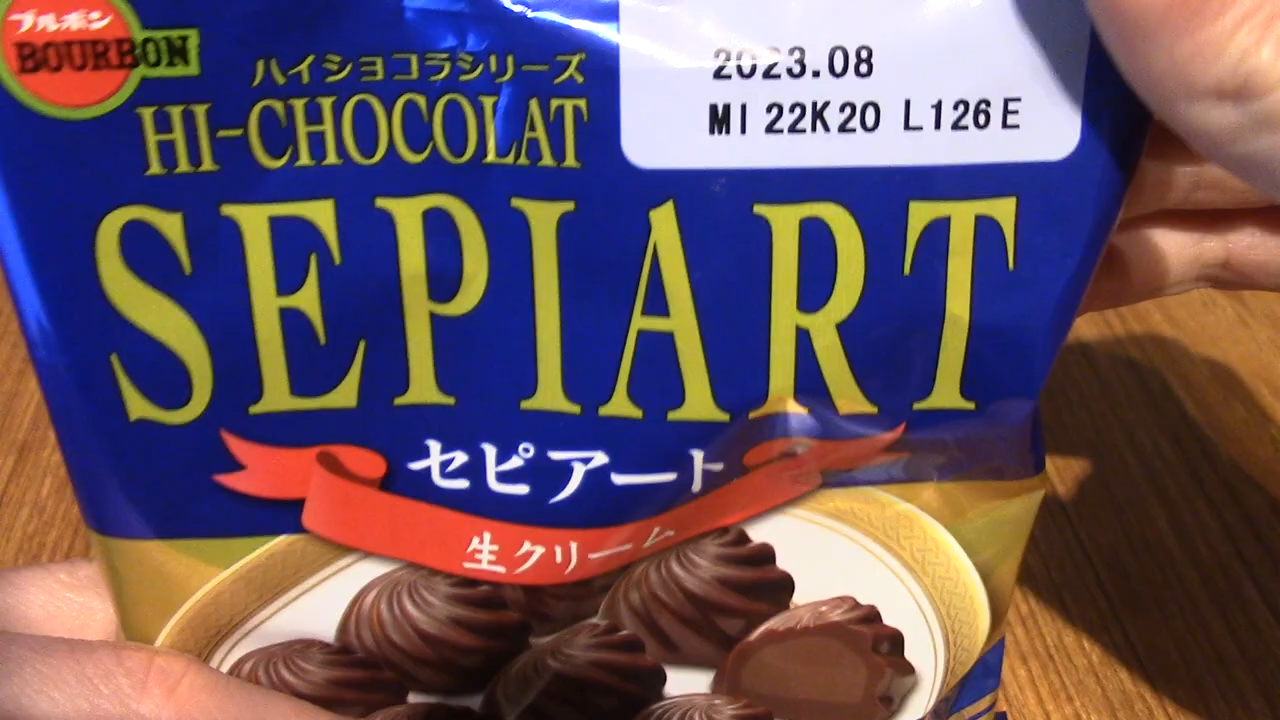 ブルボン
BOURBON
ハイショコラシリーズ
HI-CHOCOLAT
2023.08
MI 22K20 L126E
SEPIART
セピアート
生クリーム